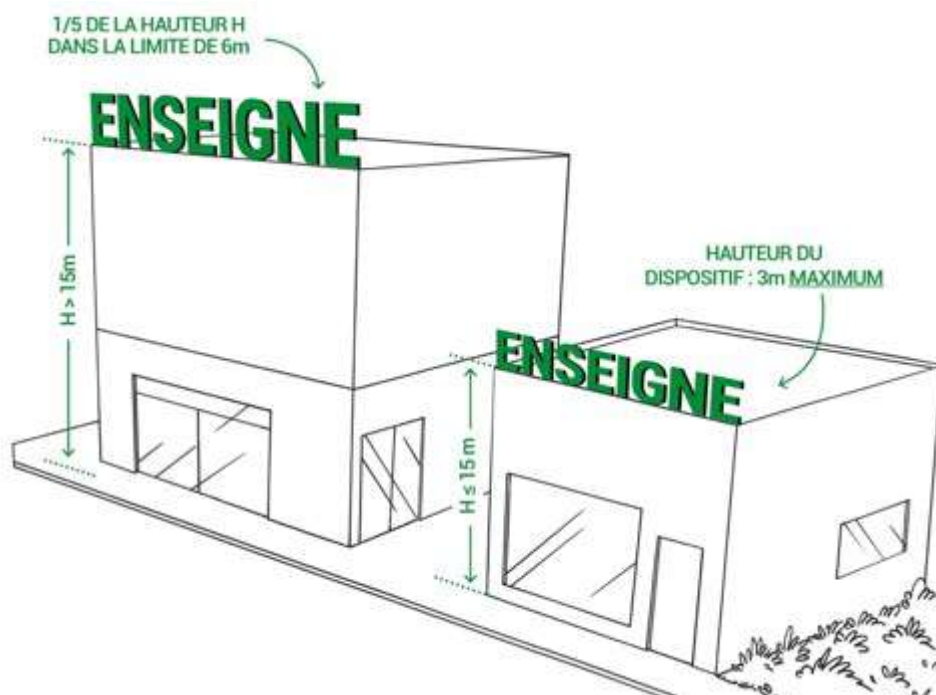 1/5 DE LA HAUTEUR H
DANS LA LIMITE DE 6m
ENSEIGNE
H > 15m
HAUTEUR DU
DISPOSITIF : 3m MAXIMUM
ENSEIGNE
H ≤ 15m